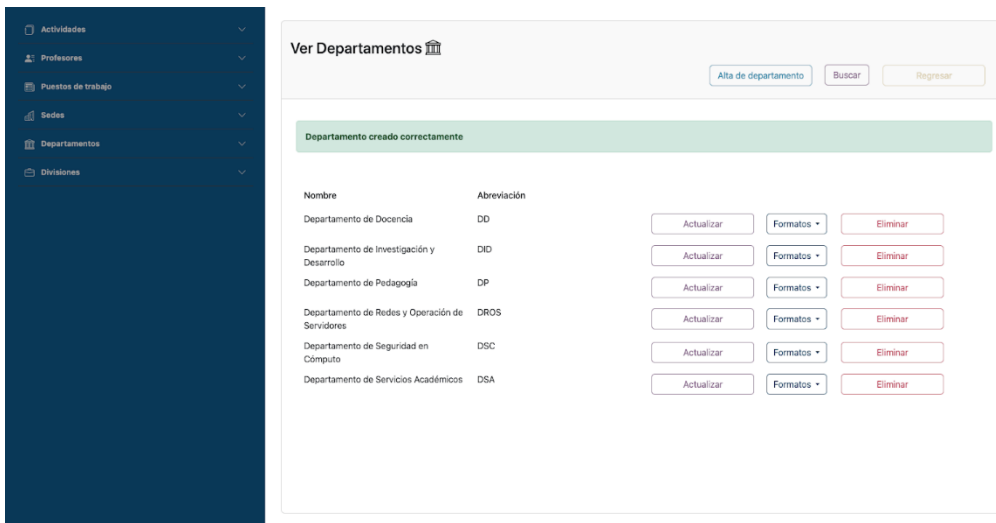 Actividades
Profesores
Puestos de trabajo
Sedes
Departamentos
Divisiones
Ver Departamentos
Alta de departamento Buscar Regresar
Departamento creado correctamente
Nombre Abreviación
Departamento de Docencia DD Actualizar Formatos Eliminar
Departamento de Investigación y DID Actualizar Formatos Eliminar
Desarrollo
Departamento de Pedagogía DP Actualizar Formatos Eliminar
Departamento de Redes y Operación de DROS Actualizar Formatos Eliminar
Servidores
Departamento de Seguridad en DSC Actualizar Formatos Eliminar
Cómputo
Departamento de Servicios Académicos DSA Actualizar Formatos Eliminar